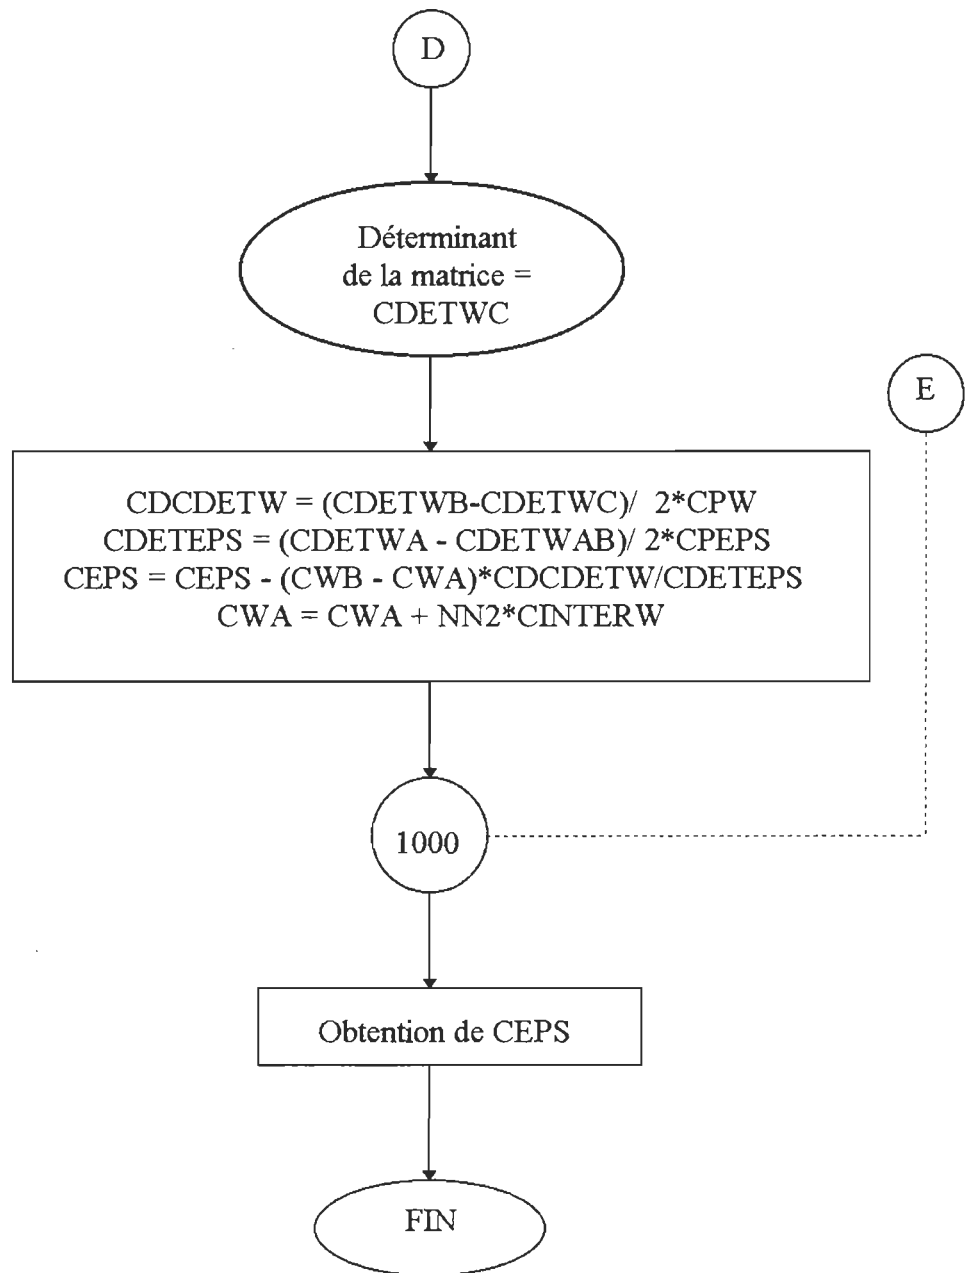 D
Déterminant
de la matrice =
CDETWC
E
CDCDETW = (CDETWB-CDETWC)/ 2*CPW
CDETEPS = (CDETWA - CDETWAB)/ 2*CPEPS
CEPS = CEPS - (CWB - CWA)*CDCDETW/CDETEPS
CWA = CWA + NN2*CINTERW
1000
Obtention de CEPS
FIN